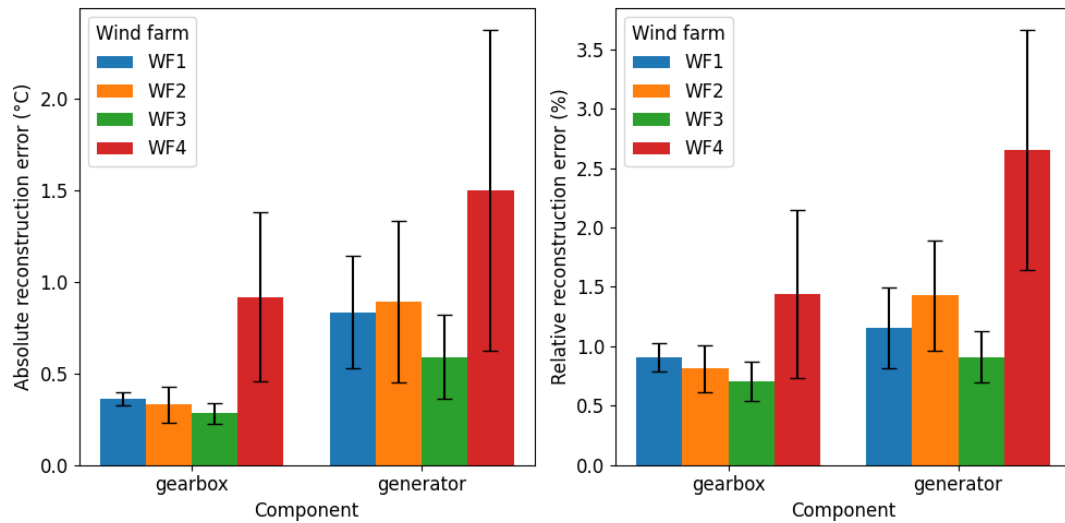 Absolute reconstruction error (°C)
2.0
1.5
1.0
0.5
0.0
Wind farm
WF1
WF2
WF3
WF4
gearbox
generator
Component
Relative reconstruction error (%)
3.5
3.0
2.5
2.0
1.5
1.0
0.5
0.0
Wind farm
WF1
WF2
WF3
WF4
gearbox
generator
Component